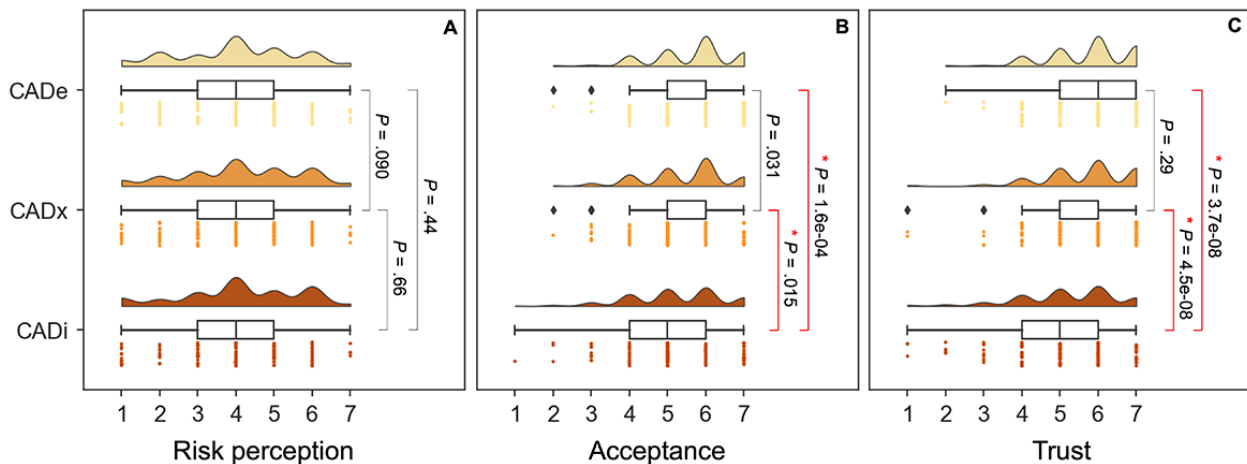 A
B
C
CADe
CADx
CADi
P = .090
P = .44
P = .66
P = .031
* P = 1.6e-04
* P = .015
P = .29
* P = 3.7e-08
* P = 4.5e-08
1 2 3 4 5 6 7
1 2 3 4 5 6 7
1 2 3 4 5 6 7
Risk perception
Acceptance
Trust